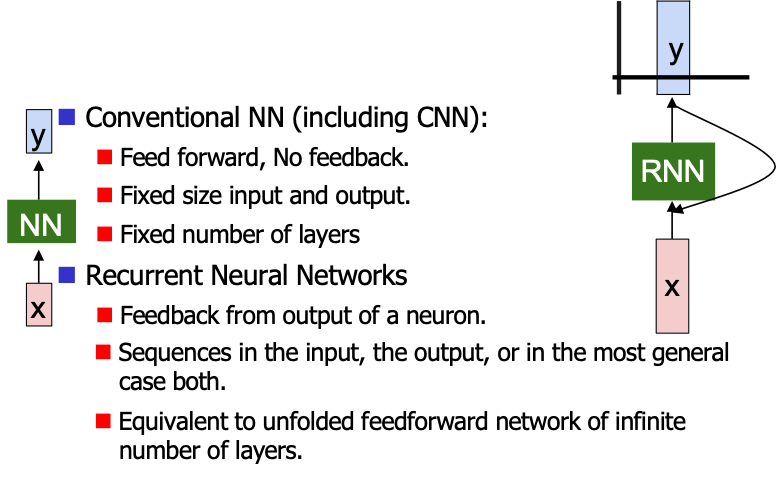 y
Conventional NN (including CNN):
Feed forward, No feedback.
Fixed size input and output.
Fixed number of layers
Recurrent Neural Networks
Feedback from output of a neuron.
Sequences in the input, the output, or in the most general
case both.
Equivalent to unfolded feedforward network of infinite
number of layers.
y
NN
x
RNN
x